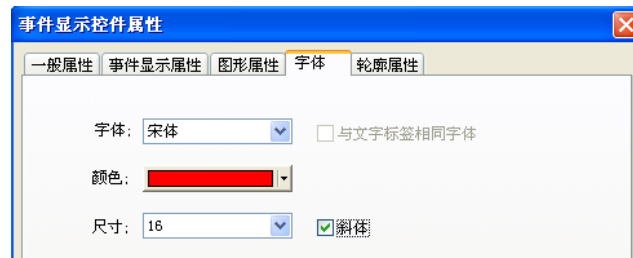 事件显示控件属性
一般属性 事件显示属性 图形属性 字体 轮廓属性
字体: 宋体 与文字标签相同字体
颜色:
尺寸: 16 斜体